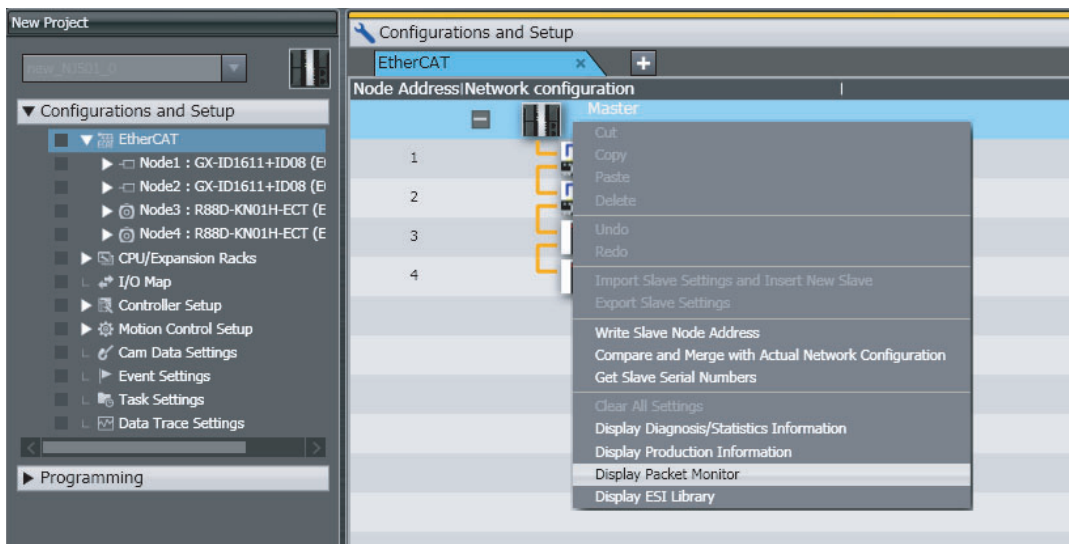 New Project
new_NJ501_0
▼ Configurations and Setup
EtherCAT
Node1 : GX-ID1611+ID08 (E
Node2 : GX-ID1611+ID08 (E
Node3 : R88D-KN01H-ECT (E
Node4 : R88D-KN01H-ECT (E
CPU/Expansion Racks
I/O Map
Controller Setup
Motion Control Setup
Cam Data Settings
Event Settings
Task Settings
Data Trace Settings
▶ Programming
Configurations and Setup
EtherCAT × +
Node Address|Network configuration |
Master
1
2
3
4
Cut
Copy
Paste
Delete
Undo
Redo
Import Slave Settings and Insert New Slave
Export Slave Settings
Write Slave Node Address
Compare and Merge with Actual Network Configuration
Get Slave Serial Numbers
Clear All Settings
Display Diagnosis/Statistics Information
Display Production Information
Display Packet Monitor
Display ESI Library